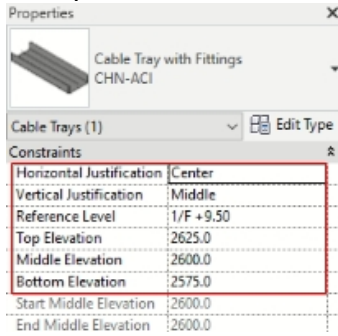 Properties X
Cable Tray with Fittings
CHN-ACI
Cable Trays (1) Edit Type
Constraints
Horizontal Justification Center
Vertical Justification Middle
Reference Level 1/F +9.50
Top Elevation 2625.0
Middle Elevation 2600.0
Bottom Elevation 2575.0
Start Middle Elevation 2600.0
End Middle Elevation 2600.0